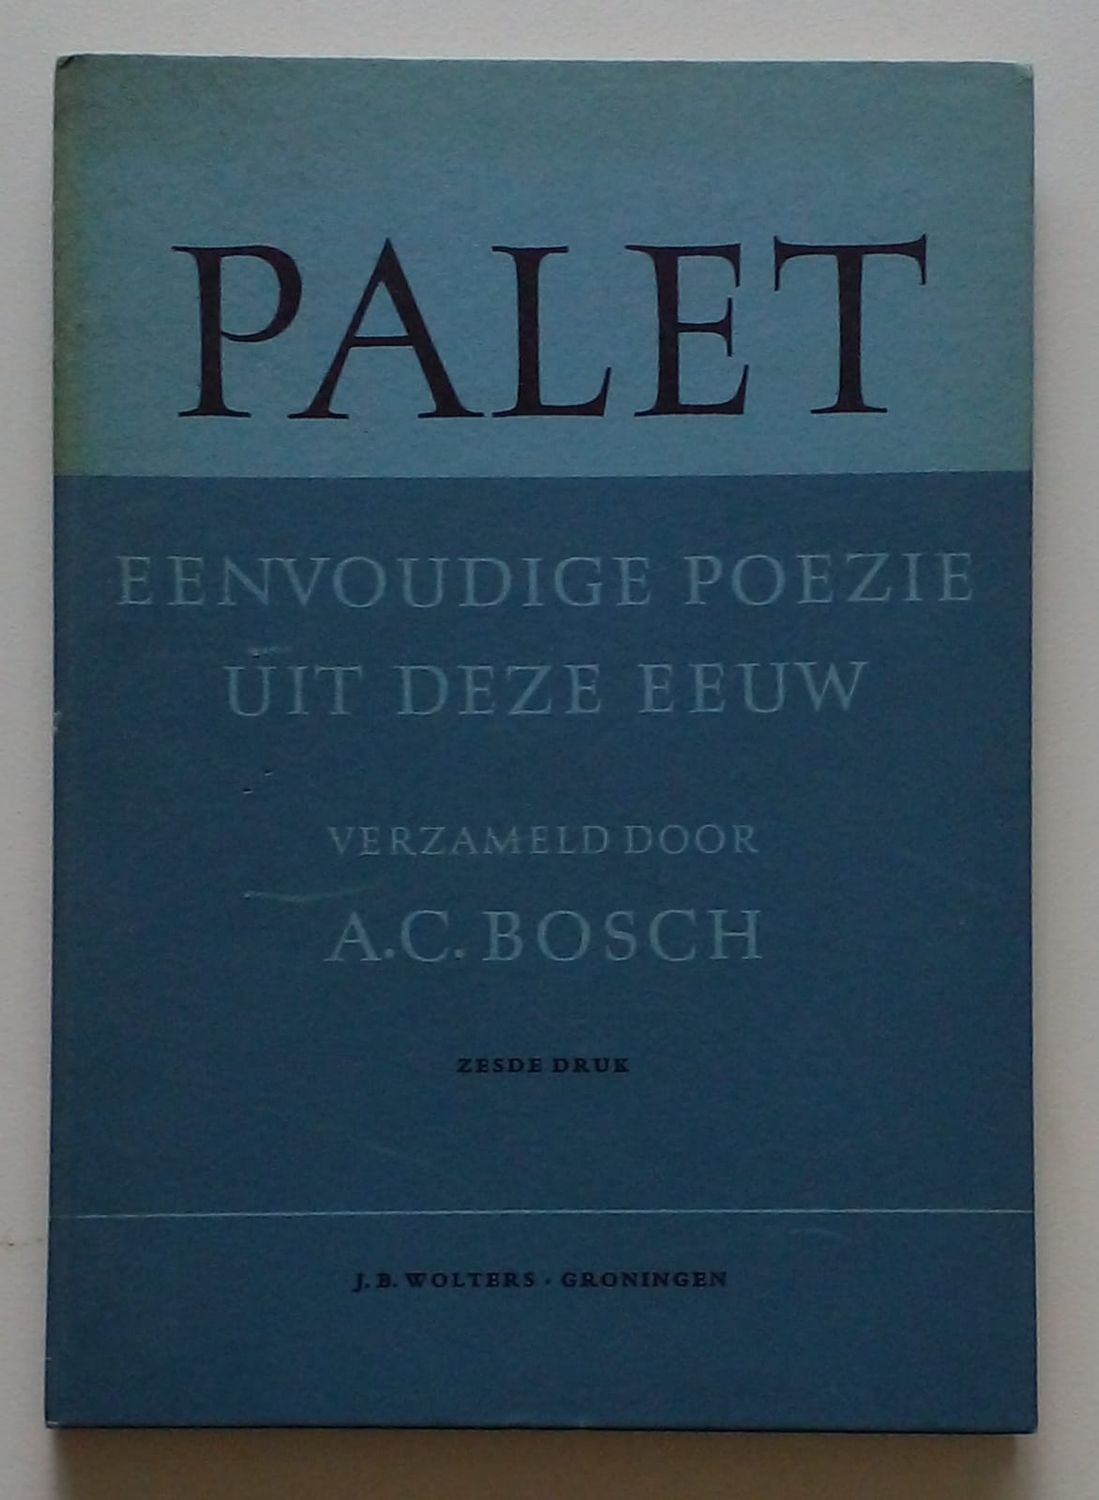 PALET
EENVOUDIGE POEZIE
UIT DEZE EEUW
VERZAMELD DOOR
A.C. BOSCH
ZESDE DRUK
J. B. WOLTERS · GRONINGEN